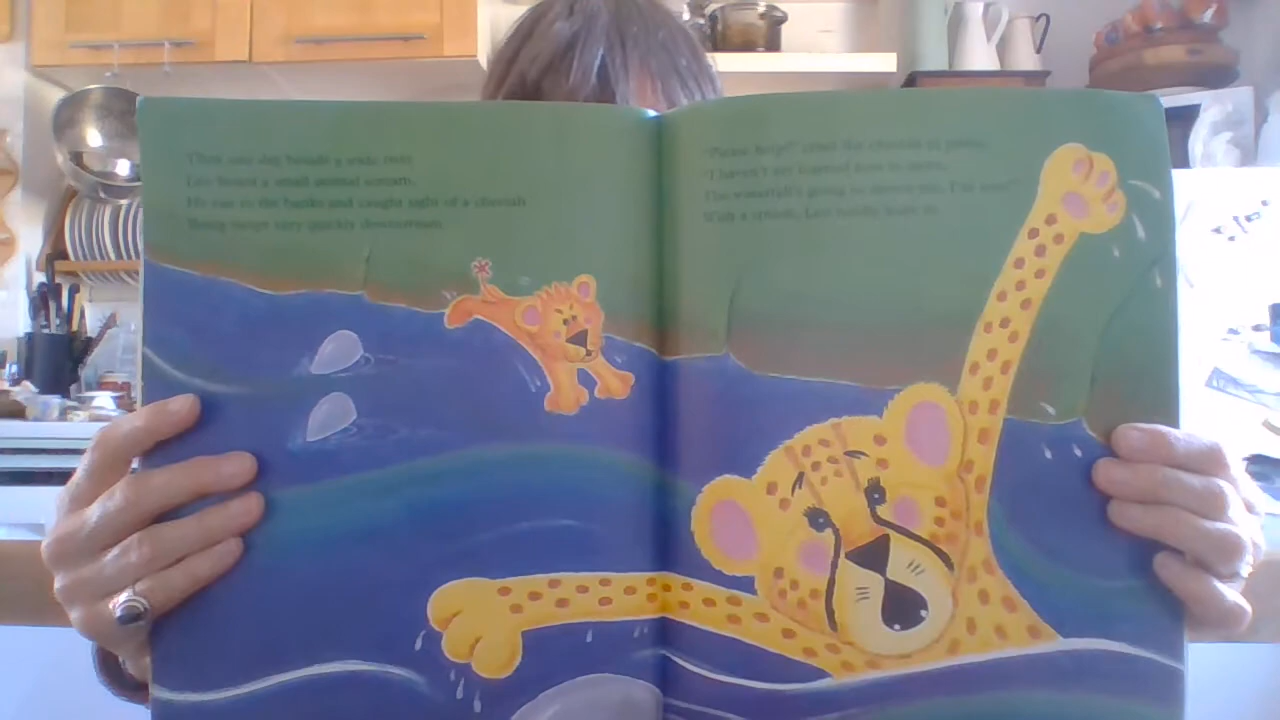 Then one day beside a wide river
Leo heard a small animal scream.
He ran to the banks and caught sight of a cheetah
Being swept very quickly downstream.
"Please help!" cried the cheetah in panic,
"I haven't yet learned how to swim.
The waterfall's going to drown me, I'm sure!"
With a Leo boldly in.